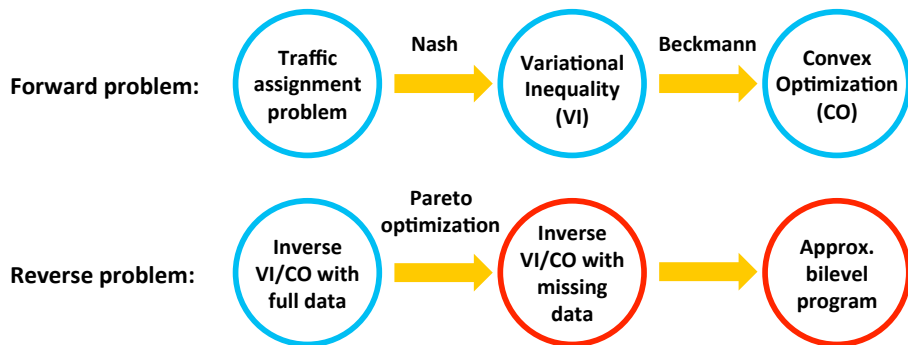 Forward problem:
Traffic
assignment
problem
Nash
Variational
Inequality
(VI)
Beckmann
Convex
Optimization
(CO)
Reverse problem:
Inverse
VI/CO with
full data
Pareto
optimization
Inverse
VI/CO with
missing
data
Approx.
bilevel
program